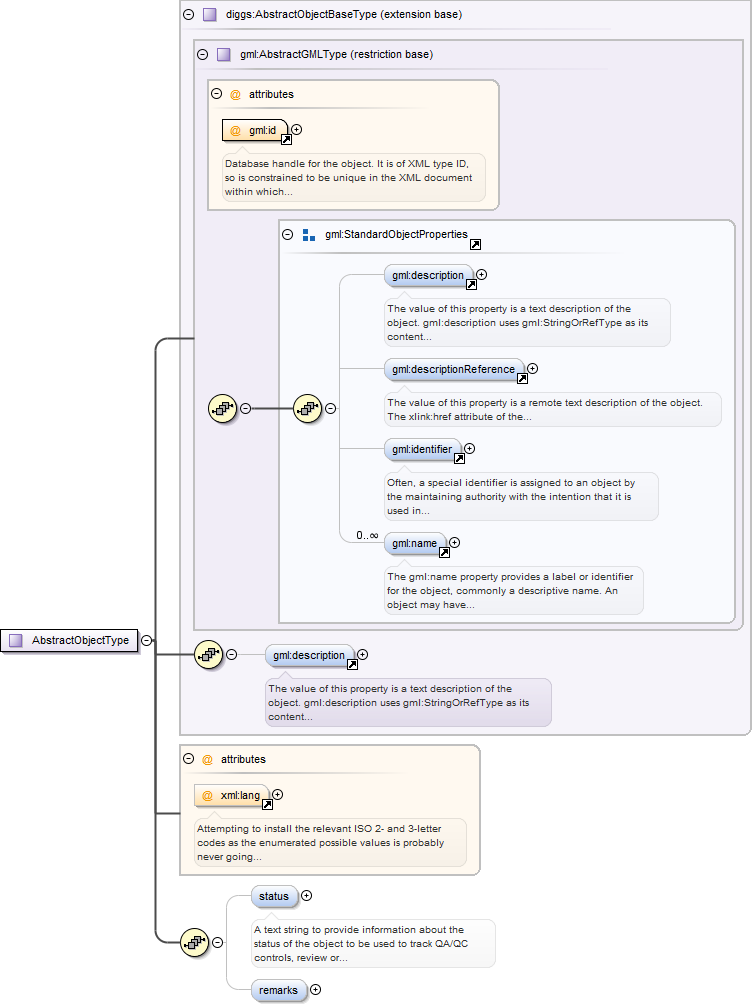 diggs:AbstractObjectBaseType (extension base)
gml:AbstractGMLType (restriction base)
@ attributes
@ gml:id
Database handle for the object. It is of XML type ID,
so is constrained to be unique in the XML document
within which...
gml:StandardObjectProperties
gml:description
The value of this property is a text description of the
object. gml:description uses gml:StringOrRefType as its
content...
gml:descriptionReference
The value of this property is a remote text description of the object.
The xlink:href attribute of the...
gml:identifier
Often, a special identifier is assigned to an object by
the maintaining authority with the intention that it is
used in...
0..∞
gml:name
The gml:name property provides a label or identifier
for the object, commonly a descriptive name. An
object may have...
AbstractObjectType
gml:description
The value of this property is a text description of the
object. gml:description uses gml:StringOrRefType as its
content...
@ attributes
@ xml:lang
Attempting to install the relevant ISO 2- and 3-letter
codes as the enumerated possible values is probably
never going...
status
A text string to provide information about the
status of the object to be used to track QA/QC
controls, review or...
remarks